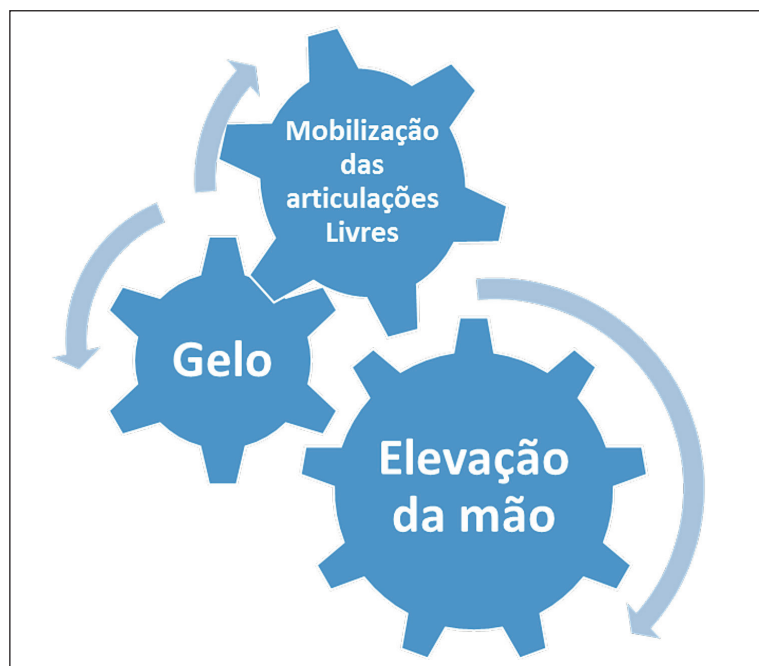 Mobilização
das
articulações
Livres
Gelo
Elevação
da mão